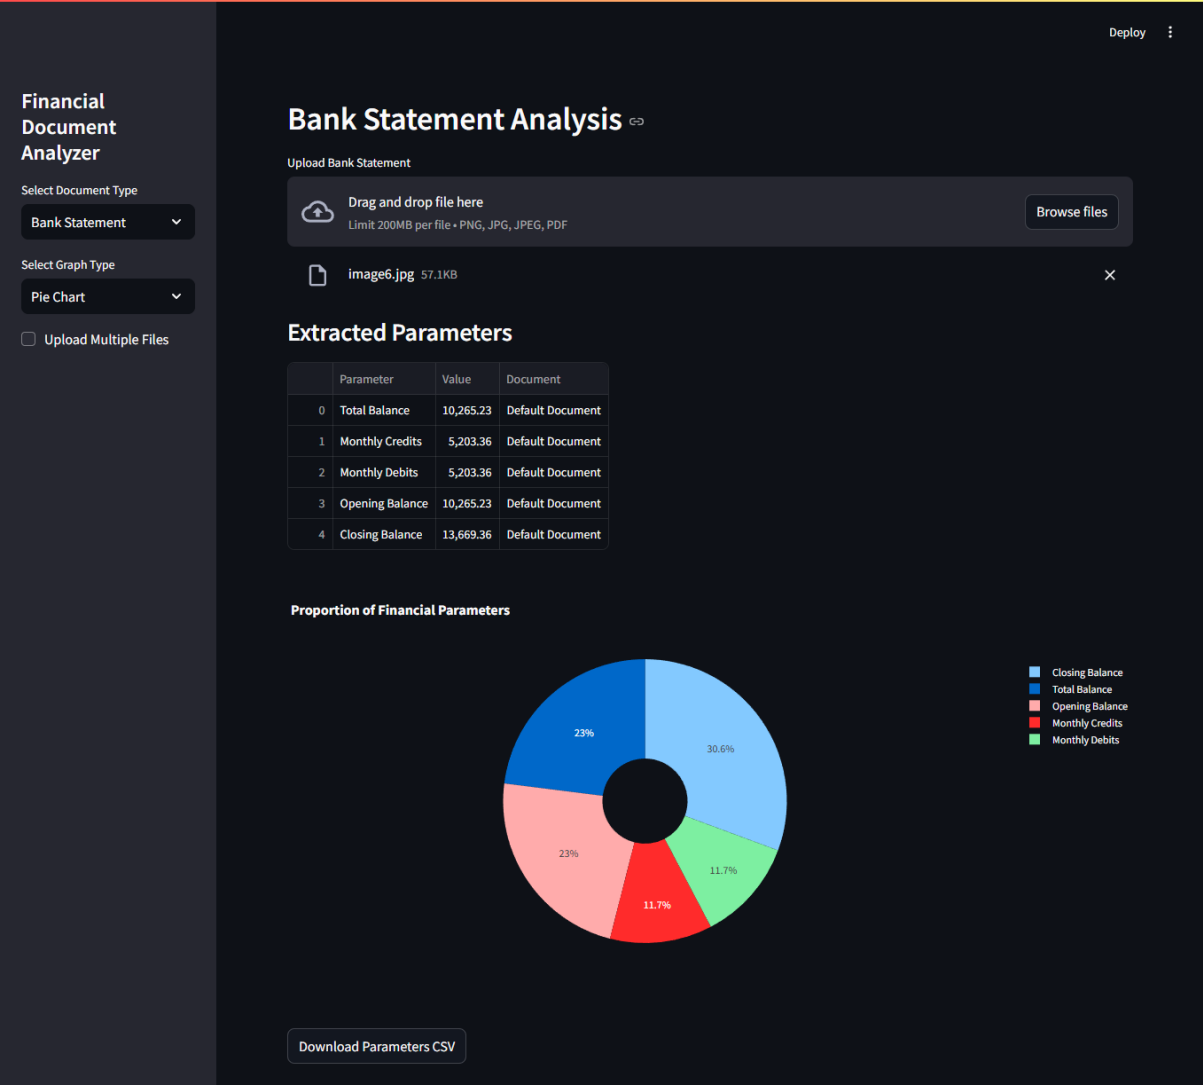 Deploy
Financial
Document
Analyzer
Select Document Type
Bank Statement
Select Graph Type
Pie Chart
Upload Multiple Files
Bank Statement Analysis
Upload Bank Statement
Drag and drop file here
Limit 200MB per file • PNG, JPG, JPEG, PDF
Browse files
image6.jpg 57.1KB
Extracted Parameters
Parameter Value Document
0 Total Balance 10,265.23 Default Document
1 Monthly Credits 5,203.36 Default Document
2 Monthly Debits 5,203.36 Default Document
3 Opening Balance 10,265.23 Default Document
4 Closing Balance 13,669.36 Default Document
Proportion of Financial Parameters
Closing Balance
Total Balance
Opening Balance
Monthly Credits
Monthly Debits
23%
30.6%
23%
11.7%
11.7%
Download Parameters CSV